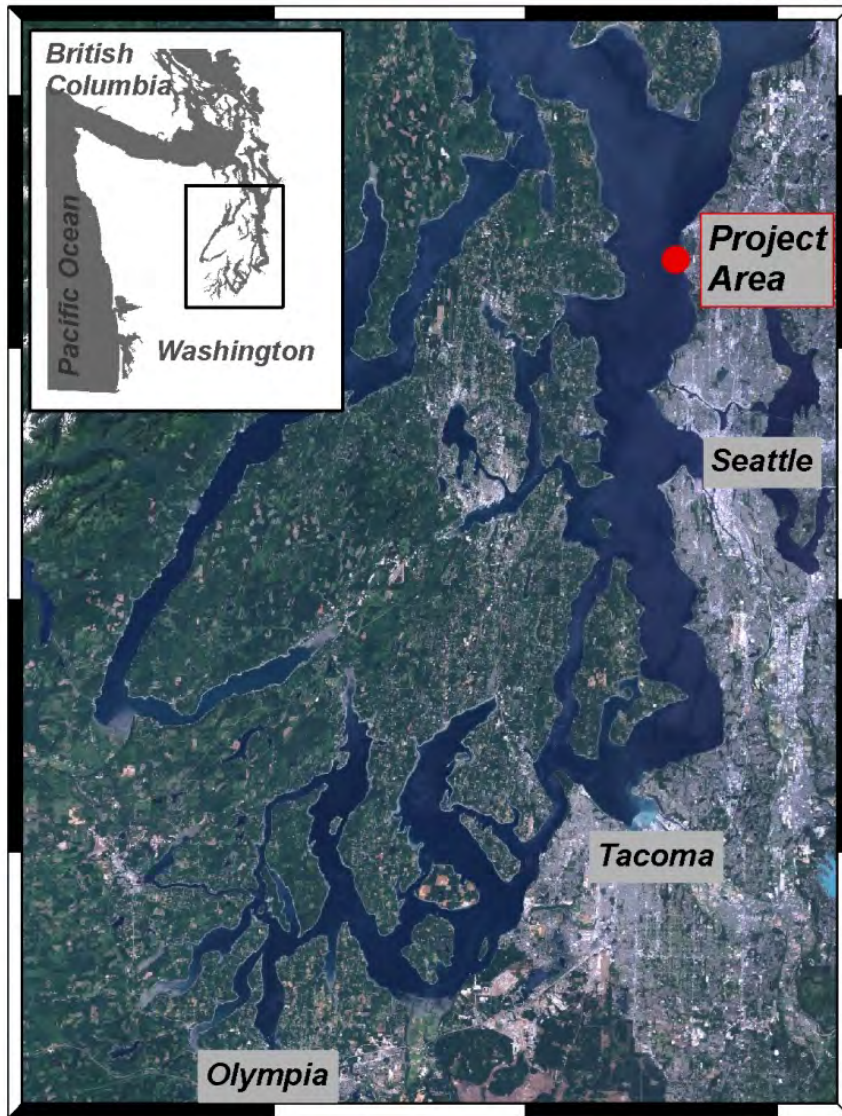 British
Columbia
Pacific Ocean
Washington
Project
Area
Seattle
Tacoma
Olympia